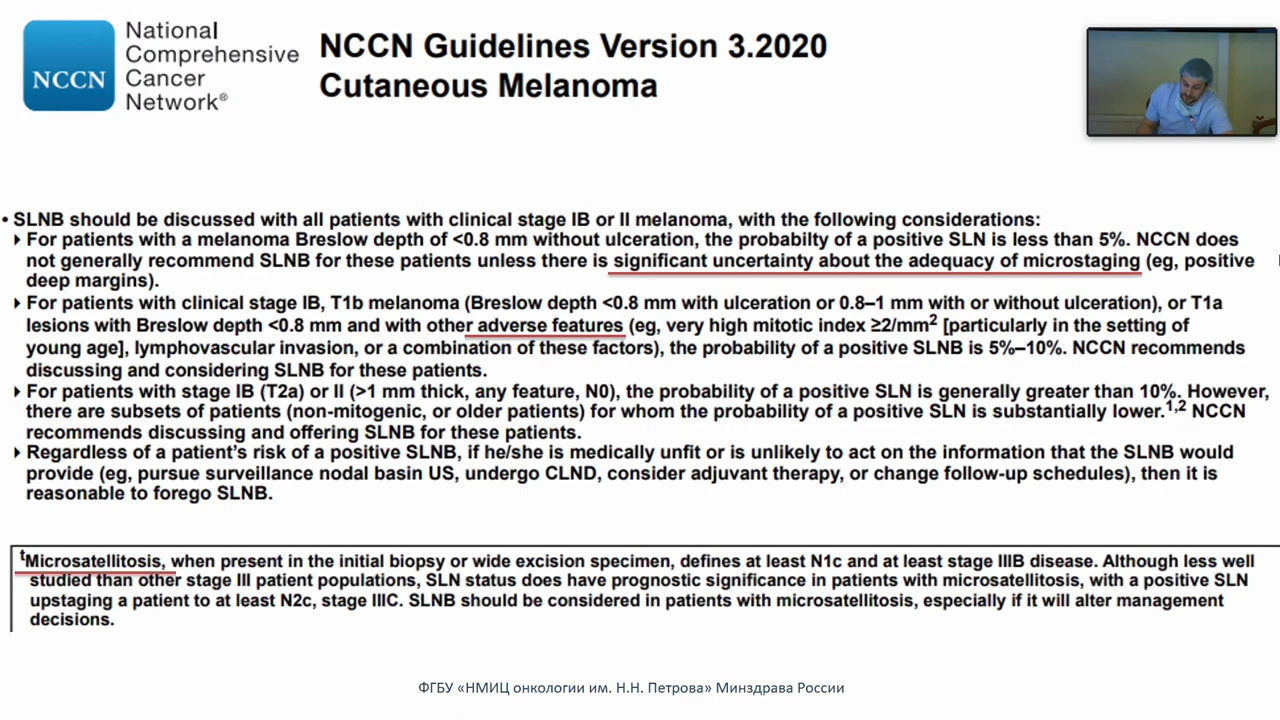 NCCN
National
Comprehensive
Cancer
Network®
NCCN Guidelines Version 3.2020
Cutaneous Melanoma
• SLNB should be discussed with all patients with clinical stage IB or II melanoma, with the following considerations:
‣ For patients with a melanoma Breslow depth of <0.8 mm without ulceration, the probabilty of a positive SLN is less than 5%. NCCN does
not generally recommend SLNB for these patients unless there is significant uncertainty about the adequacy of microstaging (eg, positive
deep margins).
‣ For patients with clinical stage IB, T1b melanoma (Breslow depth <0.8 mm with ulceration or 0.8–1 mm with or without ulceration), or T1a
lesions with Breslow depth <0.8 mm and with other adverse features (eg, very high mitotic index ≥2/mm² [particularly in the setting of
young age], lymphovascular invasion, or a combination of these factors), the probability of a positive SLNB is 5%–10%. NCCN recommends
discussing and considering SLNB for these patients.
‣ For patients with stage IB (T2a) or II (>1 mm thick, any feature, N0), the probability of a positive SLN is generally greater than 10%. However,
there are subsets of patients (non-mitogenic, or older patients) for whom the probability of a positive SLN is substantially lower.1,2 NCCN
recommends discussing and offering SLNB for these patients.
‣ Regardless of a patient's risk of a positive SLNB, if he/she is medically unfit or is unlikely to act on the information that the SLNB would
provide (eg, pursue surveillance nodal basin US, undergo CLND, consider adjuvant therapy, or change follow-up schedules), then it is
reasonable to forego SLNB.
tMicrosatellitosis, when present in the initial biopsy or wide excision specimen, defines at least N1c and at least stage IIIB disease. Although less well
studied than other stage III patient populations, SLN status does have prognostic significance in patients with microsatellitosis, with a positive SLN
upstaging a patient to at least N2c, stage IIIC. SLNB should be considered in patients with microsatellitosis, especially if it will alter management
decisions.
ФГБУ «НМИЦ онкологии им. Н.Н. Петрова» Минздрава России